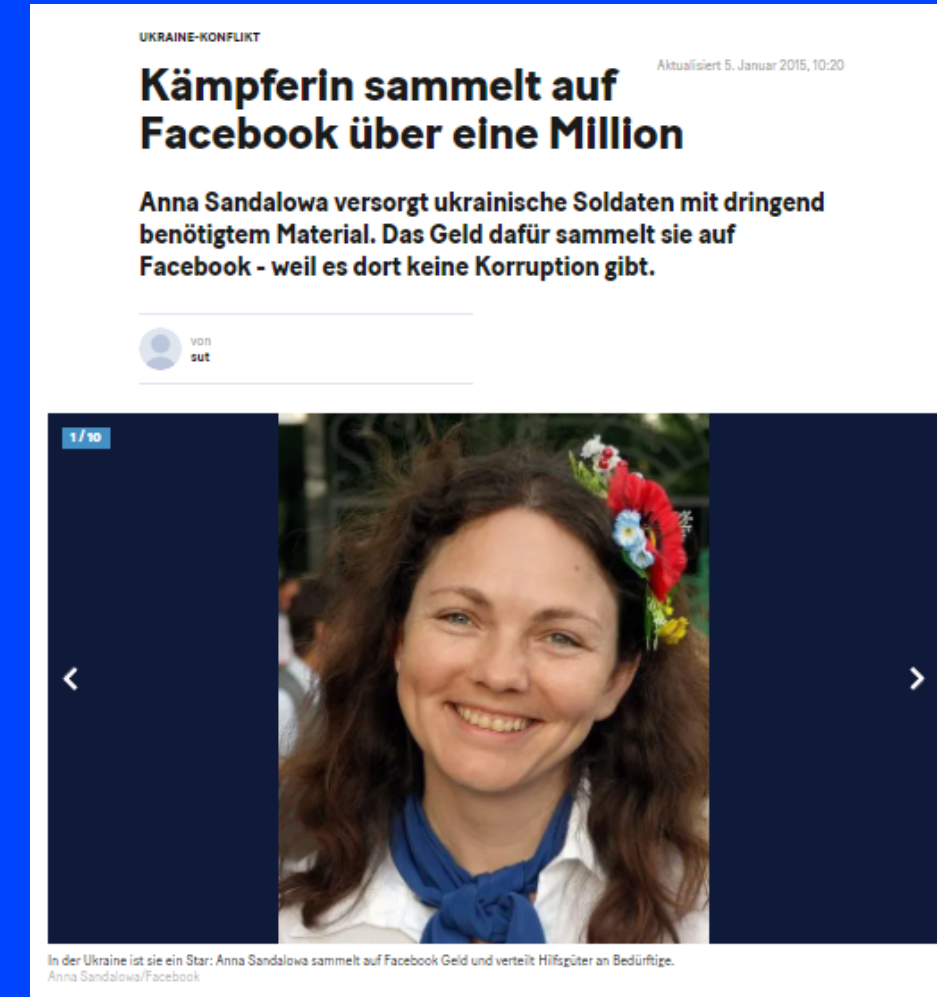 UKRAINE-KONFLIKT
Aktualisiert 5. Januar 2015, 10:20
Kämpferin sammelt auf
Facebook über eine Million
Anna Sandalowa versorgt ukrainische Soldaten mit dringend
benötigtem Material. Das Geld dafür sammelt sie auf
Facebook - weil es dort keine Korruption gibt.
von
sut
1 / 10
In der Ukraine ist sie ein Star: Anna Sandalowa sammelt auf Facebook Geld und verteilt Hilfsgüter an Bedürftige.
Anna Sandalowa/Facebook